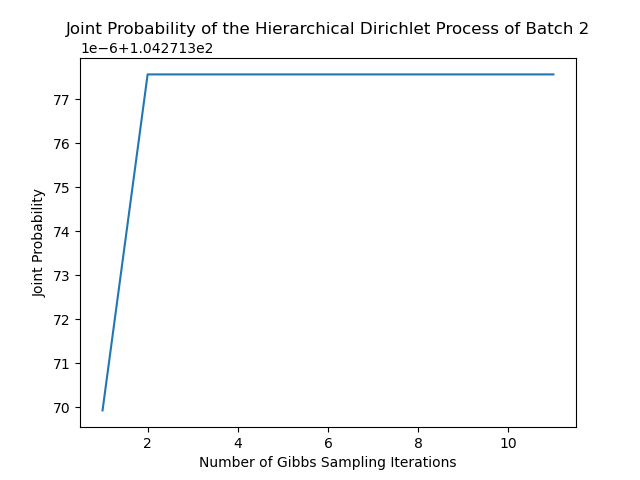 Joint Probability of the Hierarchical Dirichlet Process of Batch 2
1e−6+1.042713e2
77
76
75
74
73
72
71
70
Joint Probability
2 4 6 8 10
Number of Gibbs Sampling Iterations